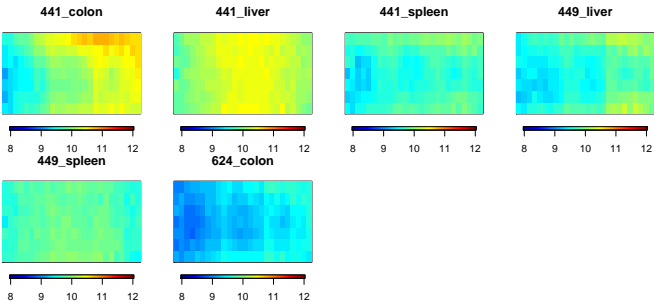 441_colon 441_liver 441_spleen 449_liver
8 9 10 11 12 8 9 10 11 12 8 9 10 11 12 8 9 10 11 12
449_spleen 624_colon
8 9 10 11 12 8 9 10 11 12